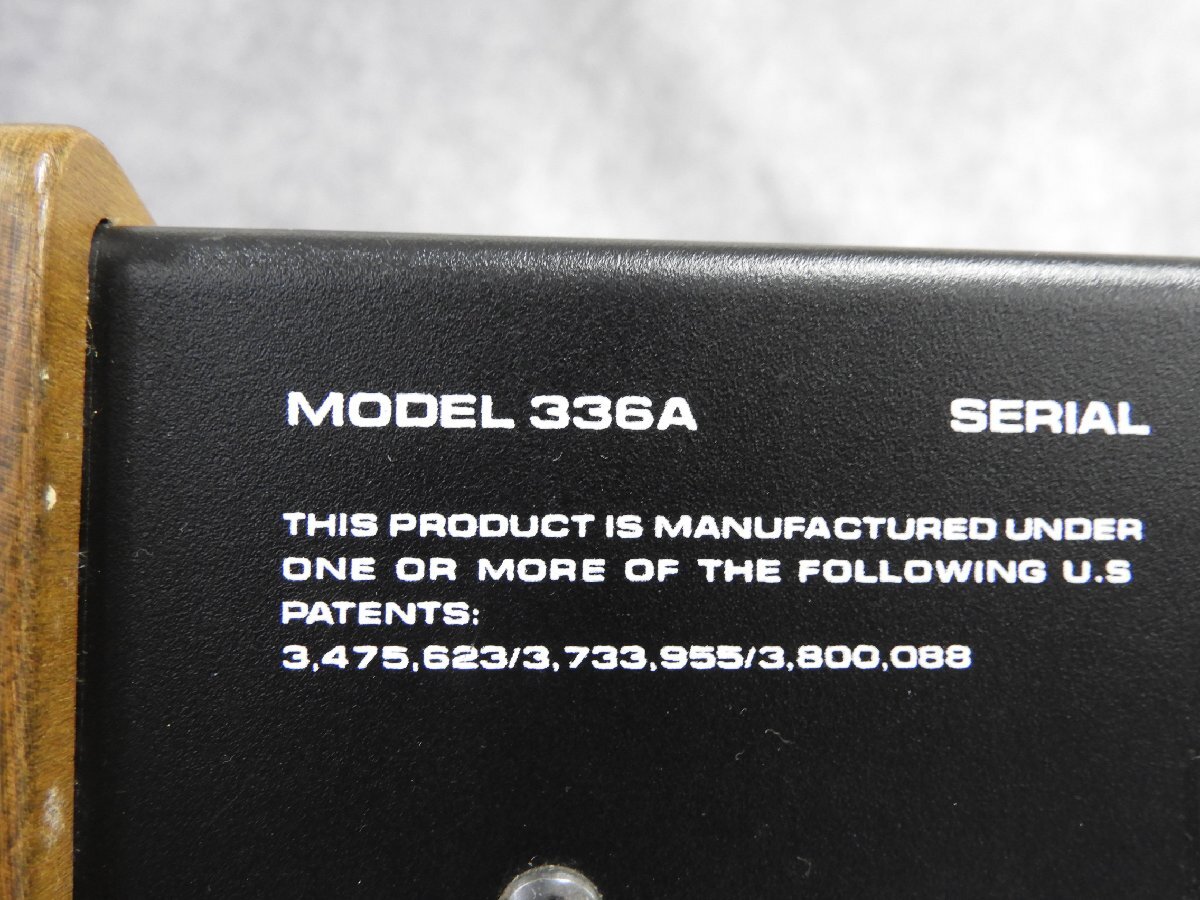 MODEL 336A SERIAL
THIS PRODUCT IS MANUFACTURED UNDER
ONE OR MORE OF THE FOLLOWING U.S
PATENTS:
3,475,623/3,733,955/3,800,088